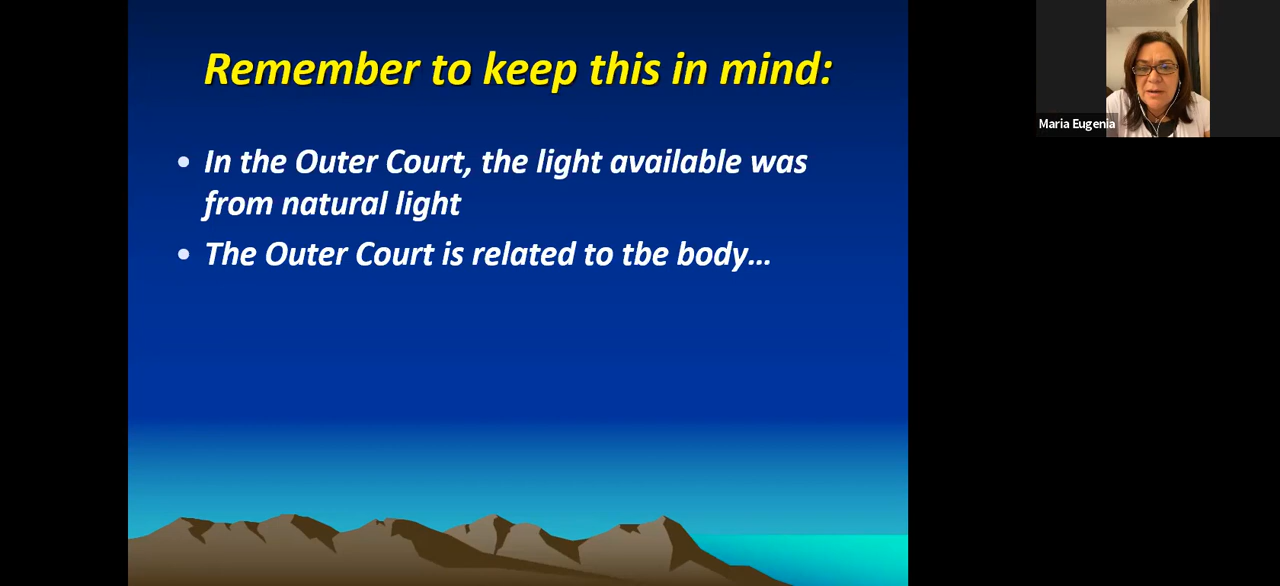 Remember to keep this in mind:
• In the Outer Court, the light available was
from natural light
• The Outer Court is related to tbe body...
Maria Eugenia